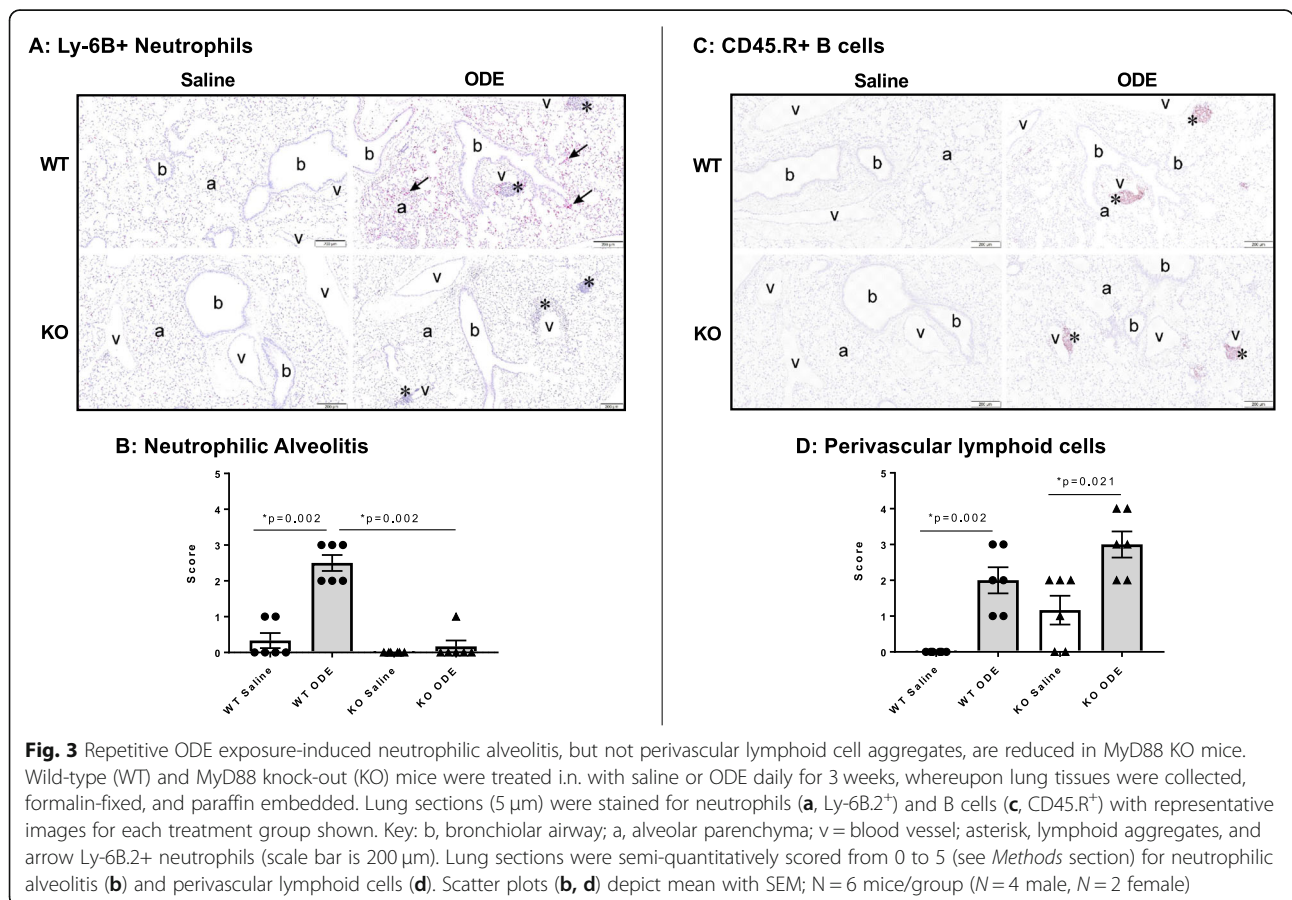 A: Ly-6B+ Neutrophils
Saline ODE
WT
b
a
b
v
v
b
a
b
v
*
v
*
KO
v
a
b
v
v
b
v
a
b
*
*
v
*
v
B: Neutrophilic Alveolitis
Score
5
4
3
2
1
0
*p=0.002
*p=0.002
WT Saline
WT ODE
KO Saline
KO ODE
C: CD45.R+ B cells
Saline ODE
WT
v
b
b
a
v
v
v
*
b
b
v
*
a
KO
v
b
a
v
v
b
b
a
b
v
*
v
v
*
D: Perivascular lymphoid cells
Score
5
4
3
2
1
0
*p=0.002
*p=0.021
WT Saline
WT ODE
KO Saline
KO ODE
Fig. 3 Repetitive ODE exposure-induced neutrophilic alveolitis, but not perivascular lymphoid cell aggregates, are reduced in MyD88 KO mice.
Wild-type (WT) and MyD88 knock-out (KO) mice were treated i.n. with saline or ODE daily for 3 weeks, whereupon lung tissues were collected,
formalin-fixed, and paraffin embedded. Lung sections (5 μm) were stained for neutrophils (a, Ly-6B.2+) and B cells (c, CD45.R+) with representative
images for each treatment group shown. Key: b, bronchiolar airway; a, alveolar parenchyma; v = blood vessel; asterisk, lymphoid aggregates, and
arrow Ly-6B.2+ neutrophils (scale bar is 200 μm). Lung sections were semi-quantitatively scored from 0 to 5 (see Methods section) for neutrophilic
alveolitis (b) and perivascular lymphoid cells (d). Scatter plots (b, d) depict mean with SEM; N = 6 mice/group (N = 4 male, N = 2 female)